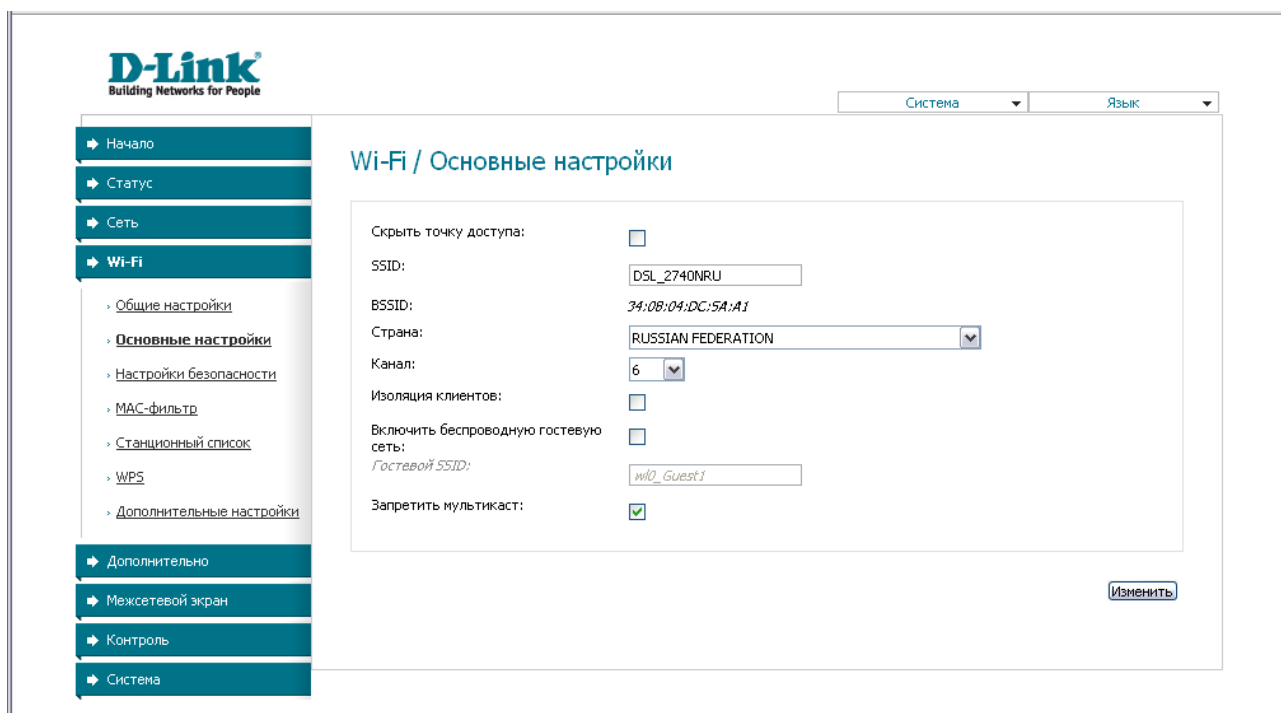 D-Link
Building Networks for People
Система
Язык
Начало
Статус
Сеть
Wi-Fi
Общие настройки
Основные настройки
Настройки безопасности
MAC-фильтр
Станционный список
WPS
Дополнительные настройки
Дополнительно
Межсетевой экран
Контроль
Система
Wi-Fi / Основные настройки
Скрыть точку доступа:
SSID: DSL_2740NRU
BSSID: 34:08:04:DC:5A:A1
Страна: RUSSIAN FEDERATION
Канал: 6
Изоляция клиентов:
Включить беспроводную гостевую
сеть:
Гостевой SSID: wl0_Guest1
Запретить мультикаст:
Изменить